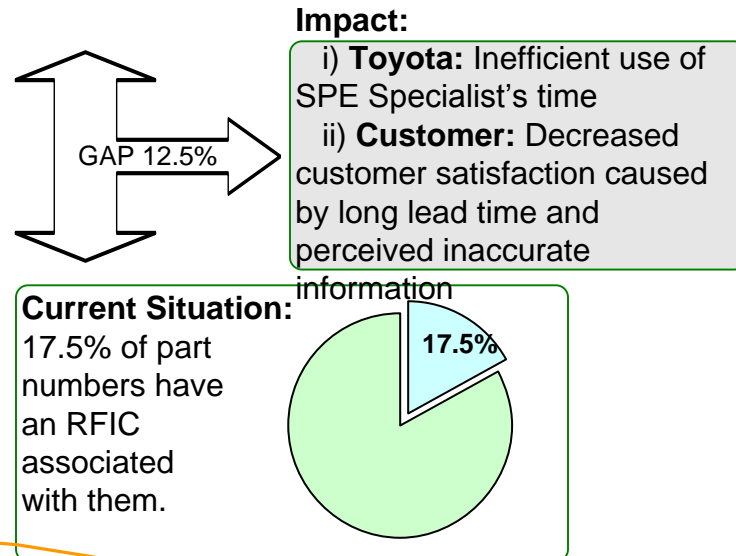 Impact:
i) Toyota: Inefficient use of
SPE Specialist's time
ii) Customer: Decreased
customer satisfaction caused
by long lead time and
perceived inaccurate
information
GAP 12.5%
Current Situation:
17.5% of part
numbers have
an RFIC
associated
with them.
17.5%